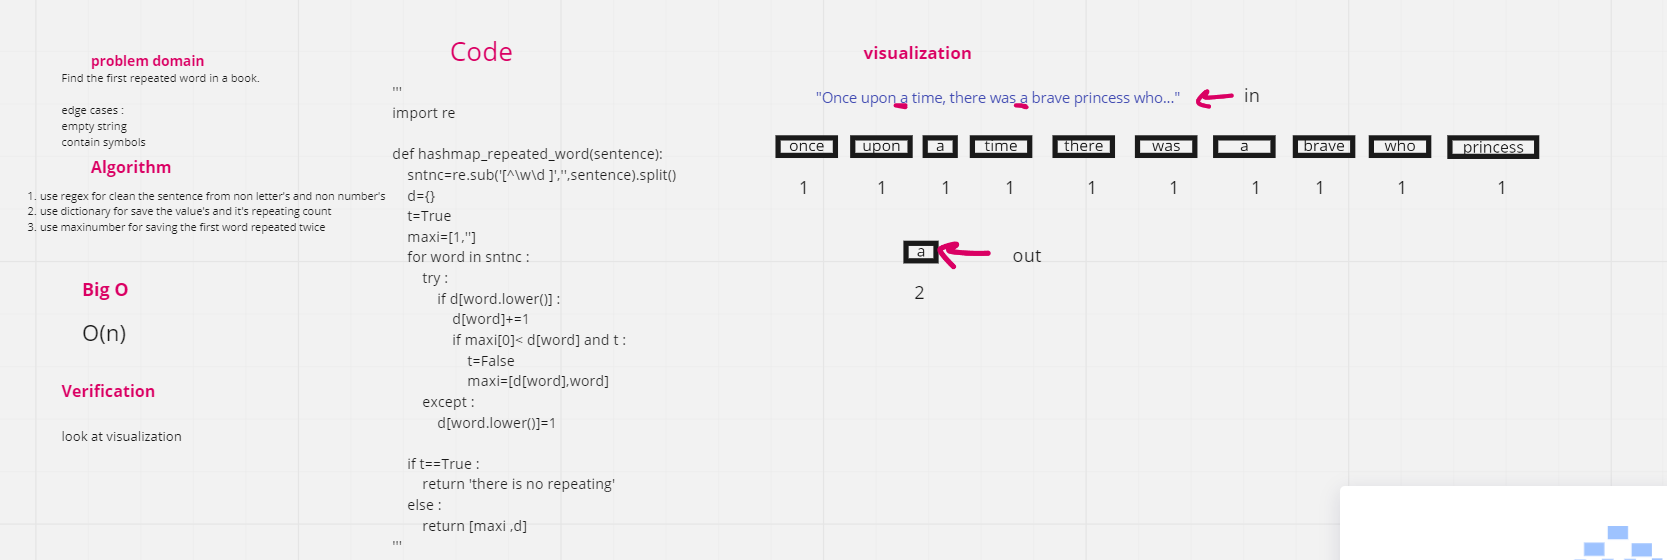 problem domain
Find the first repeated word in a book.
edge cases :
empty string
contain symbols
Algorithm
1. use regex for clean the sentence from non letter's and non number's
2. use dictionary for save the value's and it's repeating count
3. use maxinumber for saving the first word repeated twice
Big O
O(n)
Verification
look at visualization
Code
'''
import re
def hashmap_repeated_word(sentence):
sntnc=re.sub('[^\w\d ]','',sentence).split()
d={}
t=True
maxi=[1,'']
for word in sntnc :
try :
if d[word.lower()] :
d[word]+=1
if maxi[0]< d[word] and t :
t=False
maxi=[d[word],word]
except :
d[word.lower()]=1
if t==True :
return 'there is no repeating'
else :
return [maxi ,d]
'''
visualization
"Once upon a time, there was a brave princess who..."
in
once upon a time there was a brave who princess
1 1 1 1 1 1 1 1 1 1
a
out
2